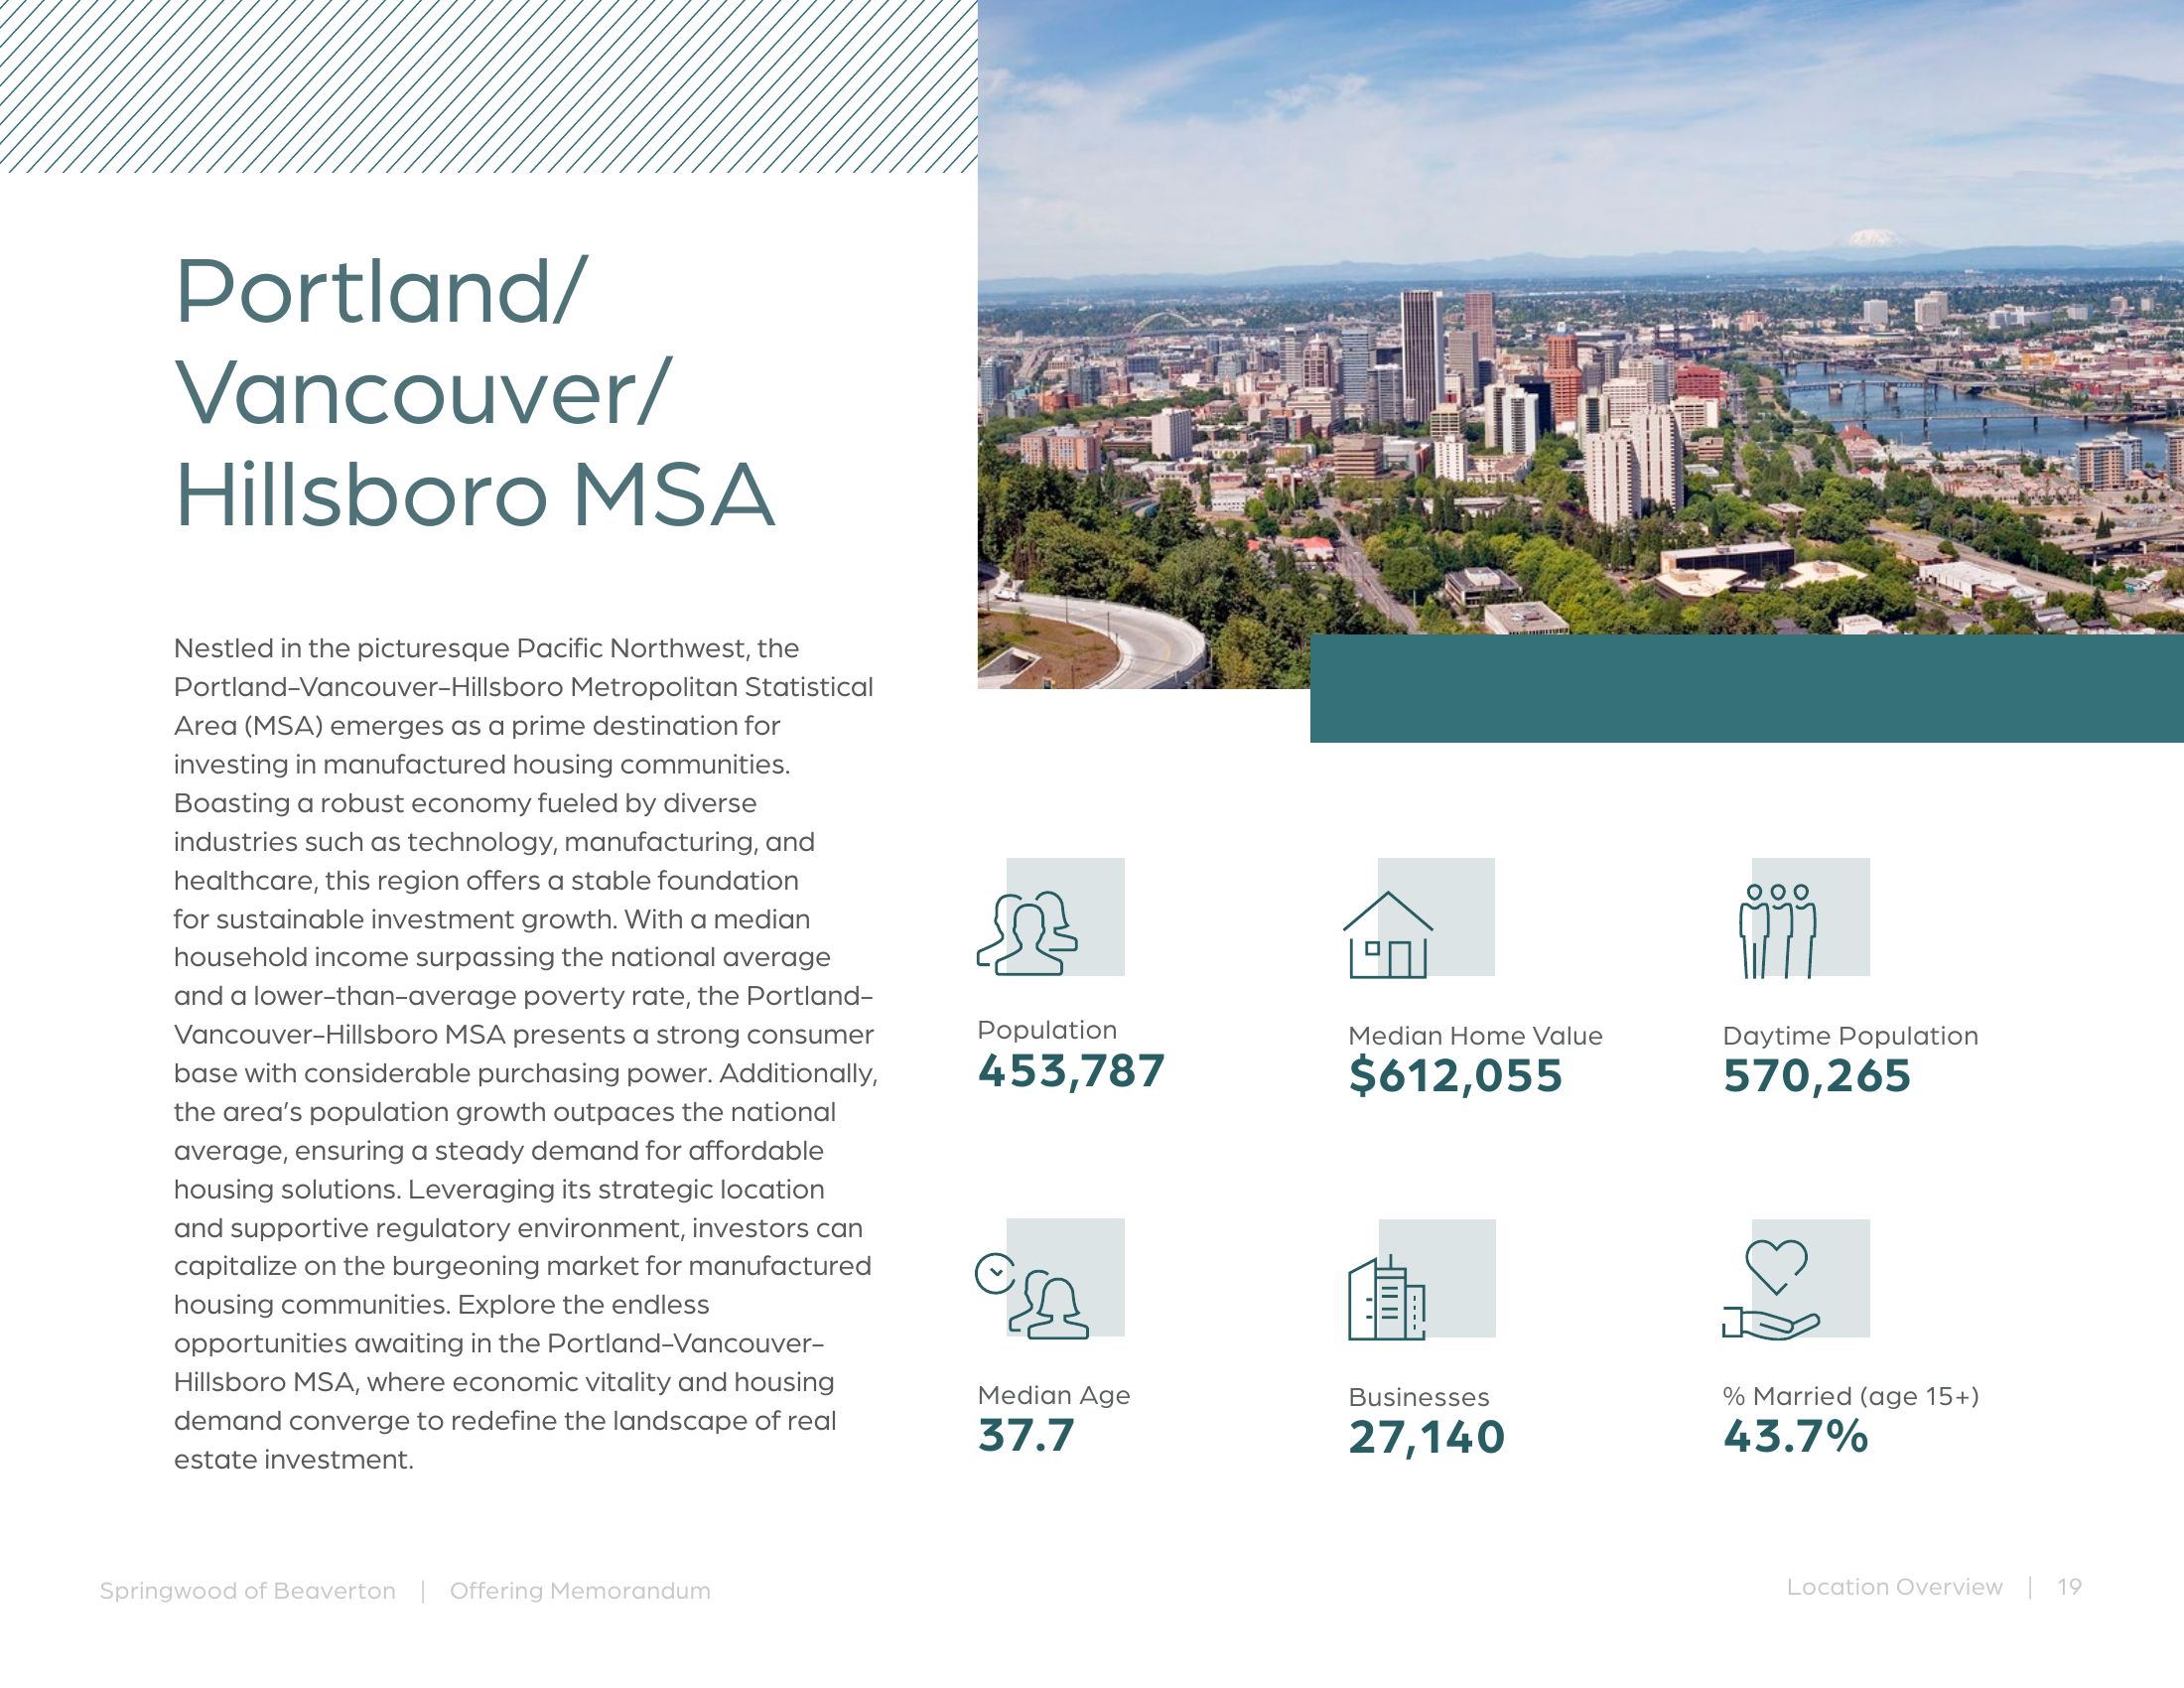 Portland/
Vancouver/
Hillsboro MSA
Nestled in the picturesque Pacific Northwest, the
Portland-Vancouver-Hillsboro Metropolitan Statistical
Area (MSA) emerges as a prime destination for
investing in manufactured housing communities.
Boasting a robust economy fueled by diverse
industries such as technology, manufacturing, and
healthcare, this region offers a stable foundation
for sustainable investment growth. With a median
household income surpassing the national average
and a lower-than-average poverty rate, the Portland-
Vancouver-Hillsboro MSA presents a strong consumer
base with considerable purchasing power. Additionally,
the area's population growth outpaces the national
average, ensuring a steady demand for affordable
housing solutions. Leveraging its strategic location
and supportive regulatory environment, investors can
capitalize on the burgeoning market for manufactured
housing communities. Explore the endless
opportunities awaiting in the Portland-Vancouver-
Hillsboro MSA, where economic vitality and housing
demand converge to redefine the landscape of real
estate investment.
Population
453,787
Median Home Value
$612,055
Daytime Population
570,265
Median Age
37.7
Businesses
27,140
% Married (age 15+)
43.7%
Springwood of Beaverton | Offering Memorandum
Location Overview | 19